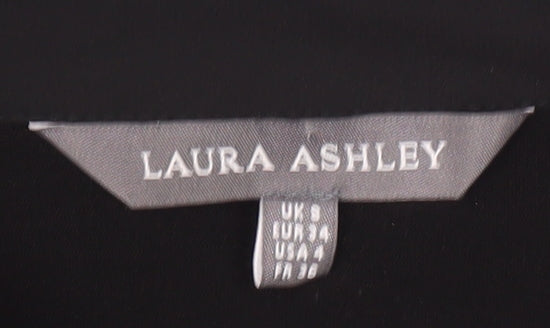 LAURA ASHLEY
UK 8
EUR 34
USA 4
FR 36